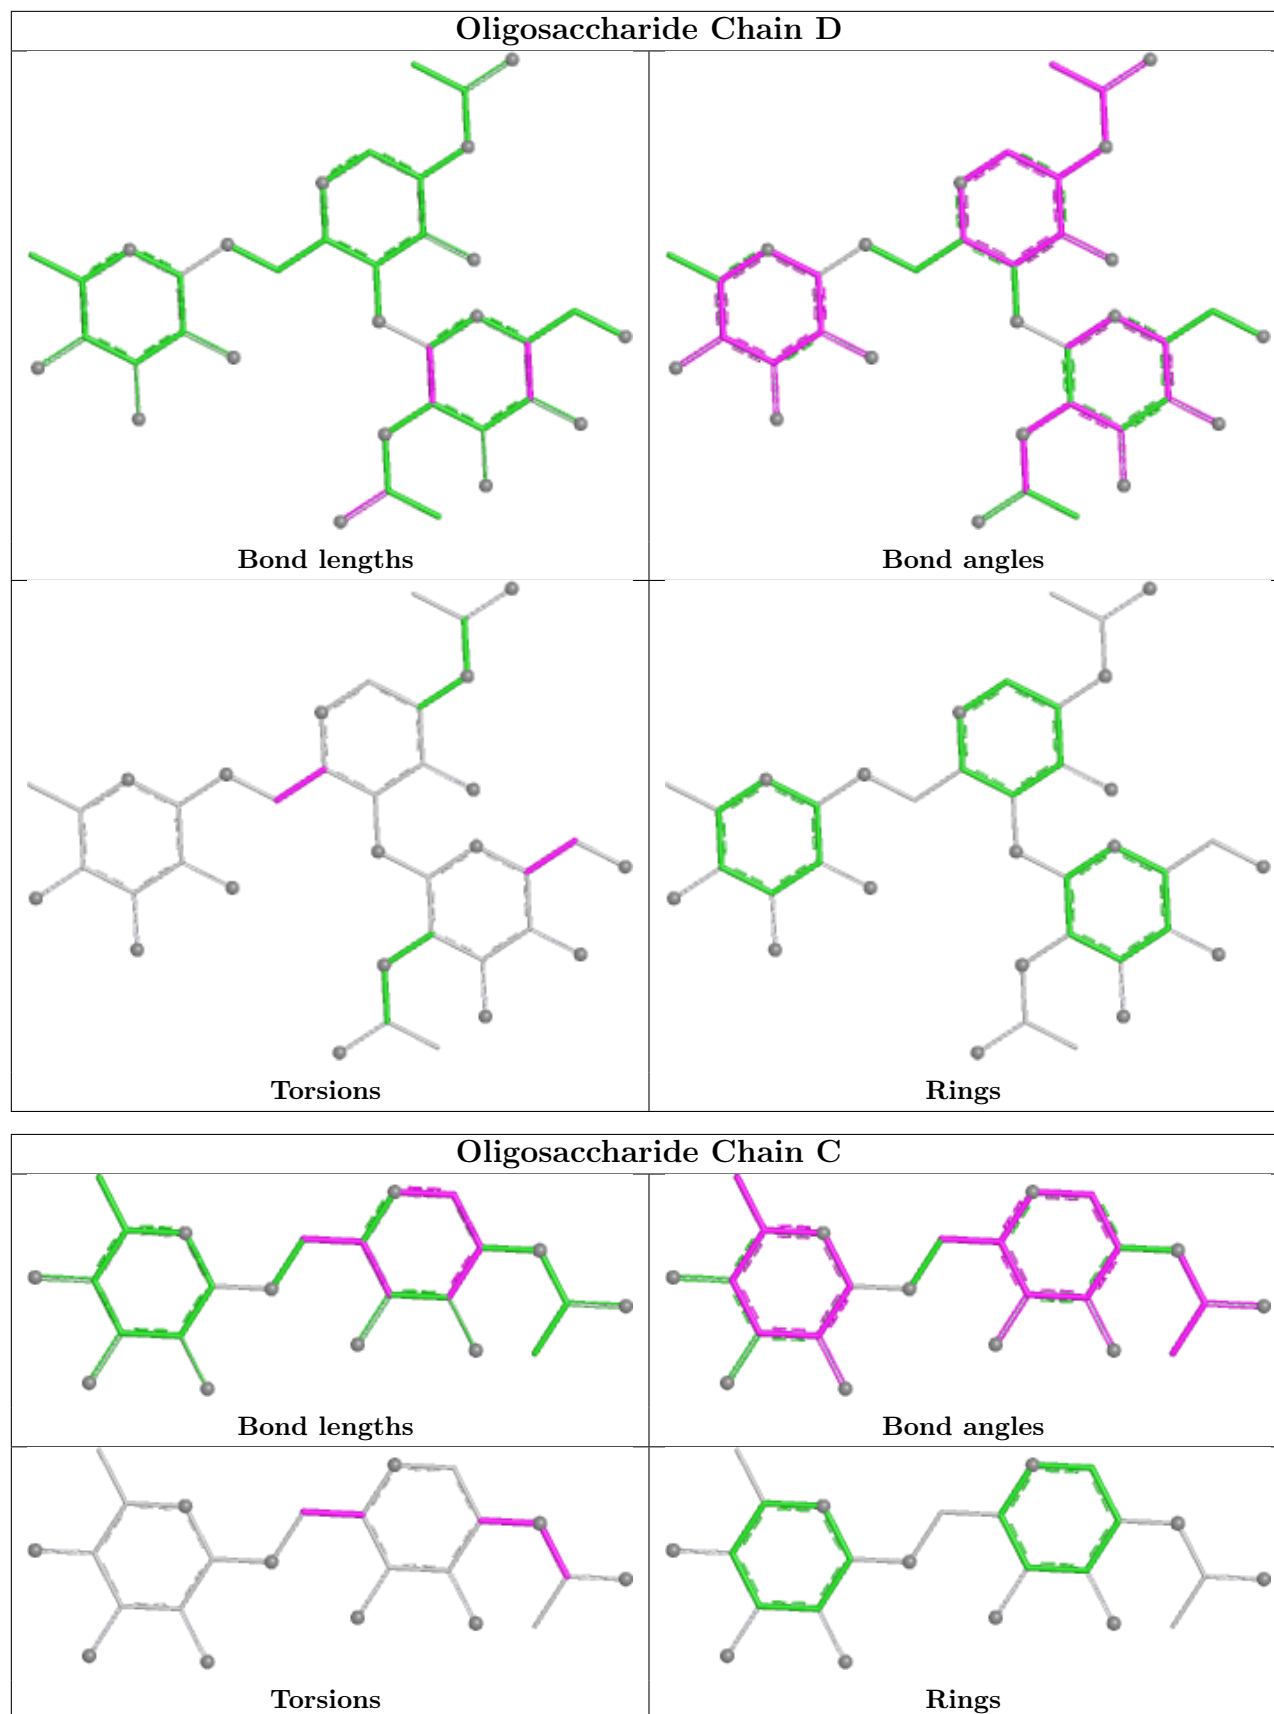 Oligosaccharide Chain D
Bond lengths
Bond angles
Torsions
Rings
Oligosaccharide Chain C
Bond lengths
Bond angles
Torsions
Rings